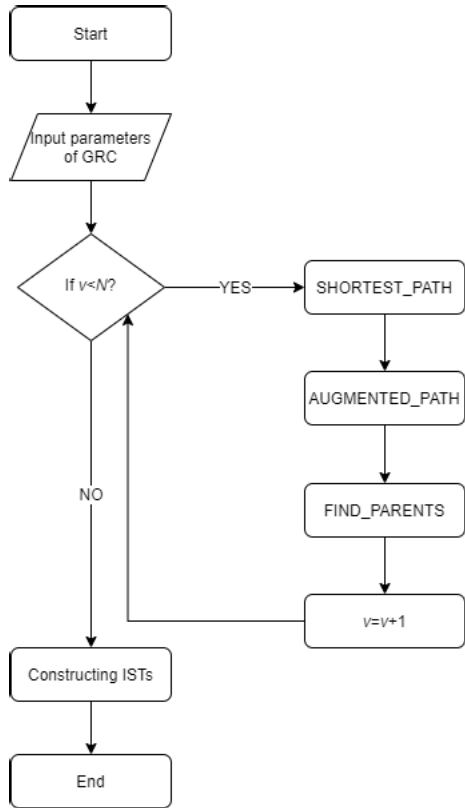 Start
Input parameters
of GRC
If v<N?
YES
SHORTEST_PATH
AUGMENTED_PATH
FIND_PARENTS
v=v+1
NO
Constructing ISTs
End